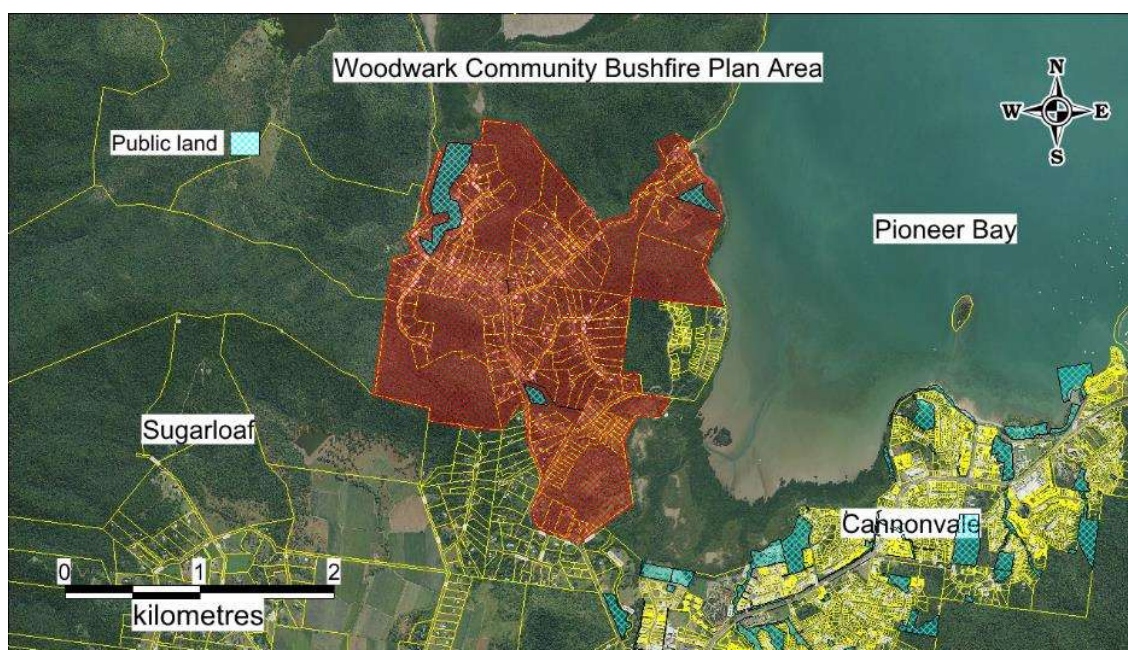 Woodwark Community Bushfire Plan Area
N
W E
S
Public land
Pioneer Bay
Sugarloaf
Cannonvale
0 1 2
kilometres